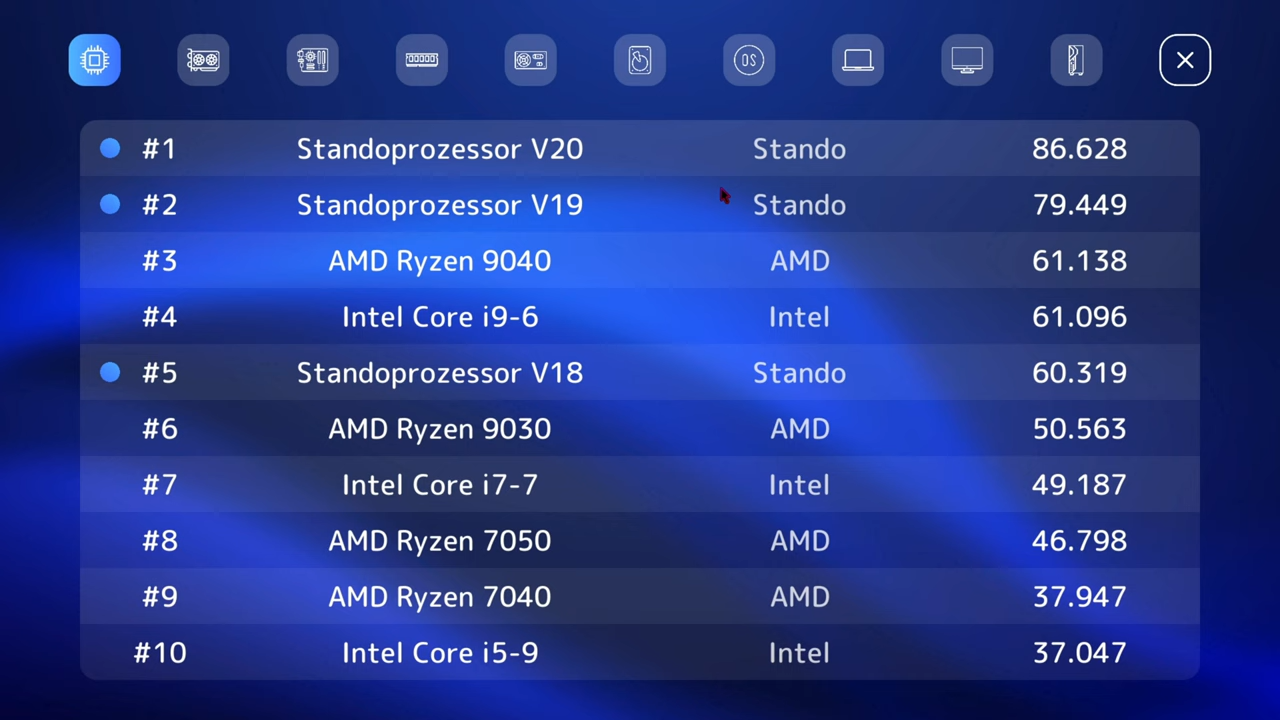 OS
#1 Standoprozessor V20 Stando 86.628
#2 Standoprozessor V19 Stando 79.449
#3 AMD Ryzen 9040 AMD 61.138
#4 Intel Core i9-6 Intel 61.096
#5 Standoprozessor V18 Stando 60.319
#6 AMD Ryzen 9030 AMD 50.563
#7 Intel Core i7-7 Intel 49.187
#8 AMD Ryzen 7050 AMD 46.798
#9 AMD Ryzen 7040 AMD 37.947
#10 Intel Core i5-9 Intel 37.047